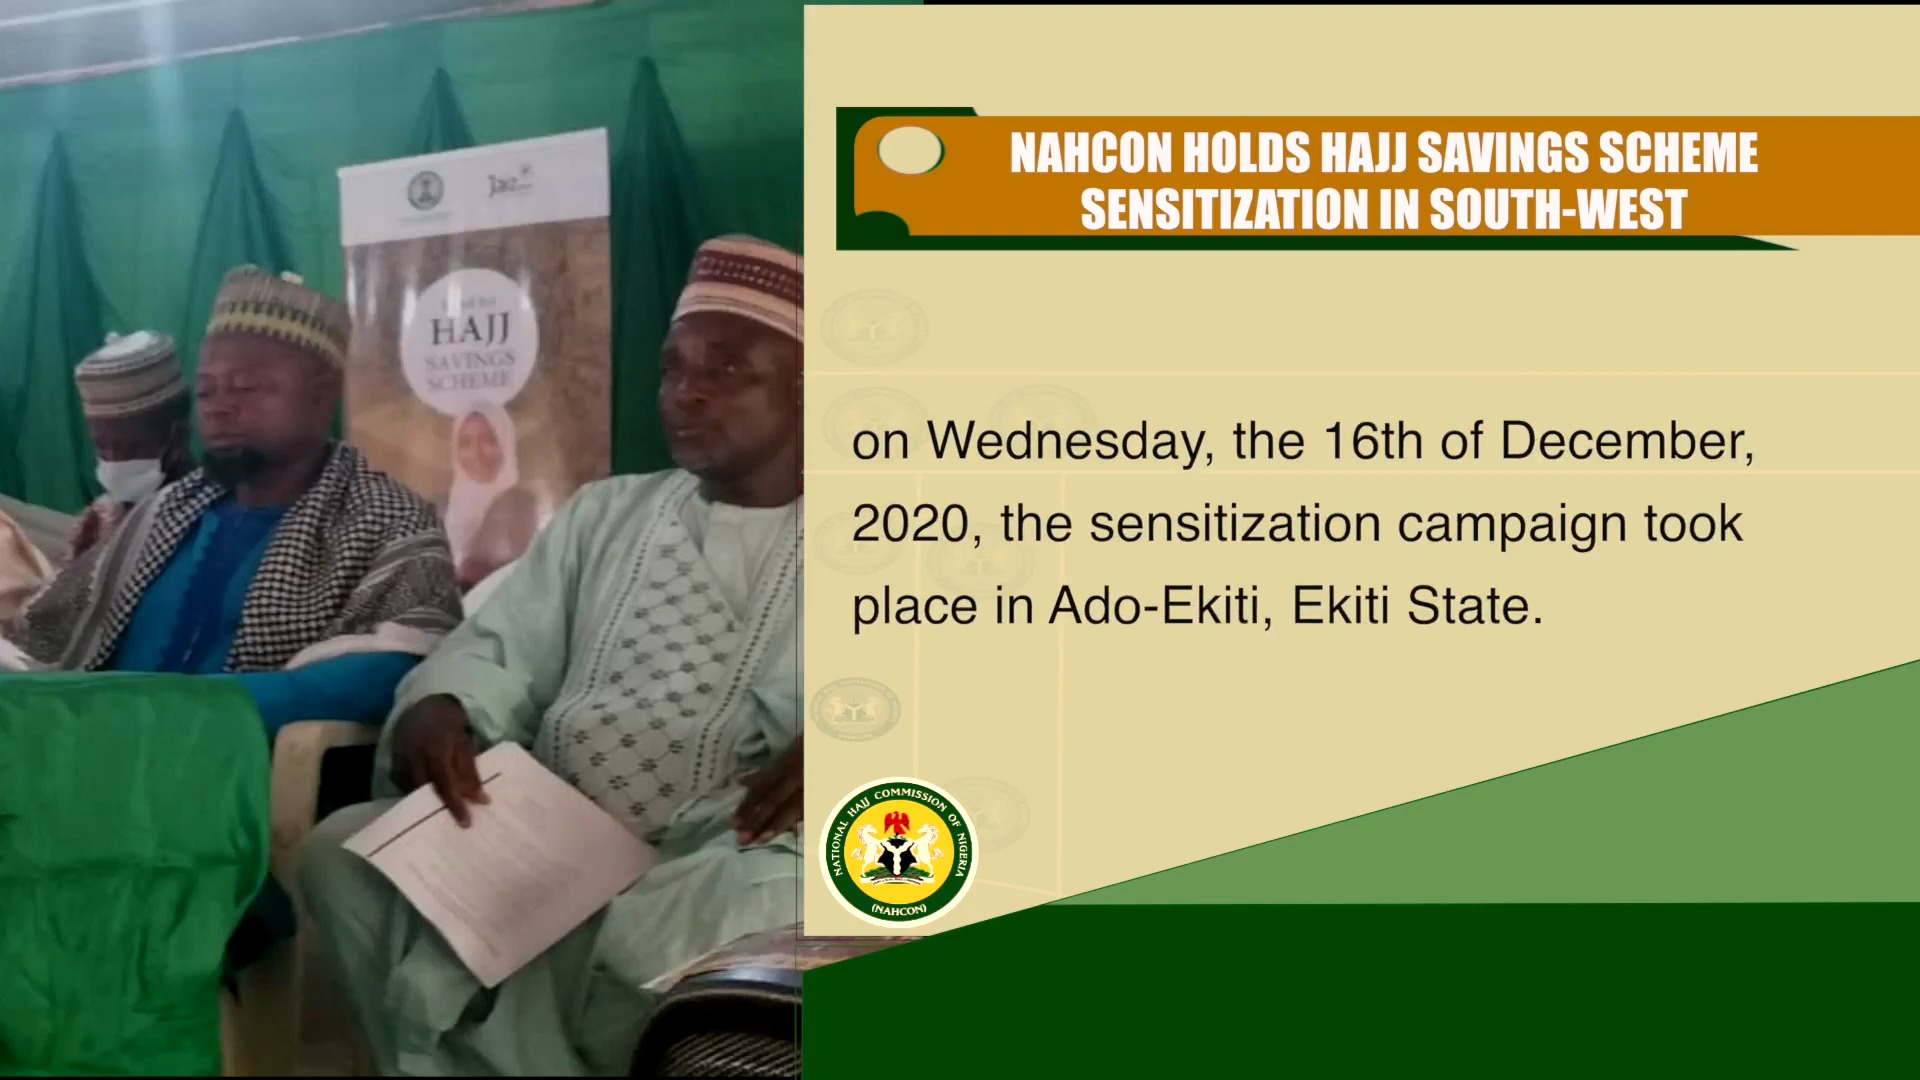 NAHCON HOLDS HAJJ SAVINGS SCHEME
SENSITIZATION IN SOUTH-WEST
on Wednesday, the 16th of December,
2020, the sensitization campaign took
place in Ado-Ekiti, Ekiti State.
HAJJ
SAVINGS
SCHEME
NATIONAL HAJJ COMMISSION OF NIGERIA
(NAHCON)